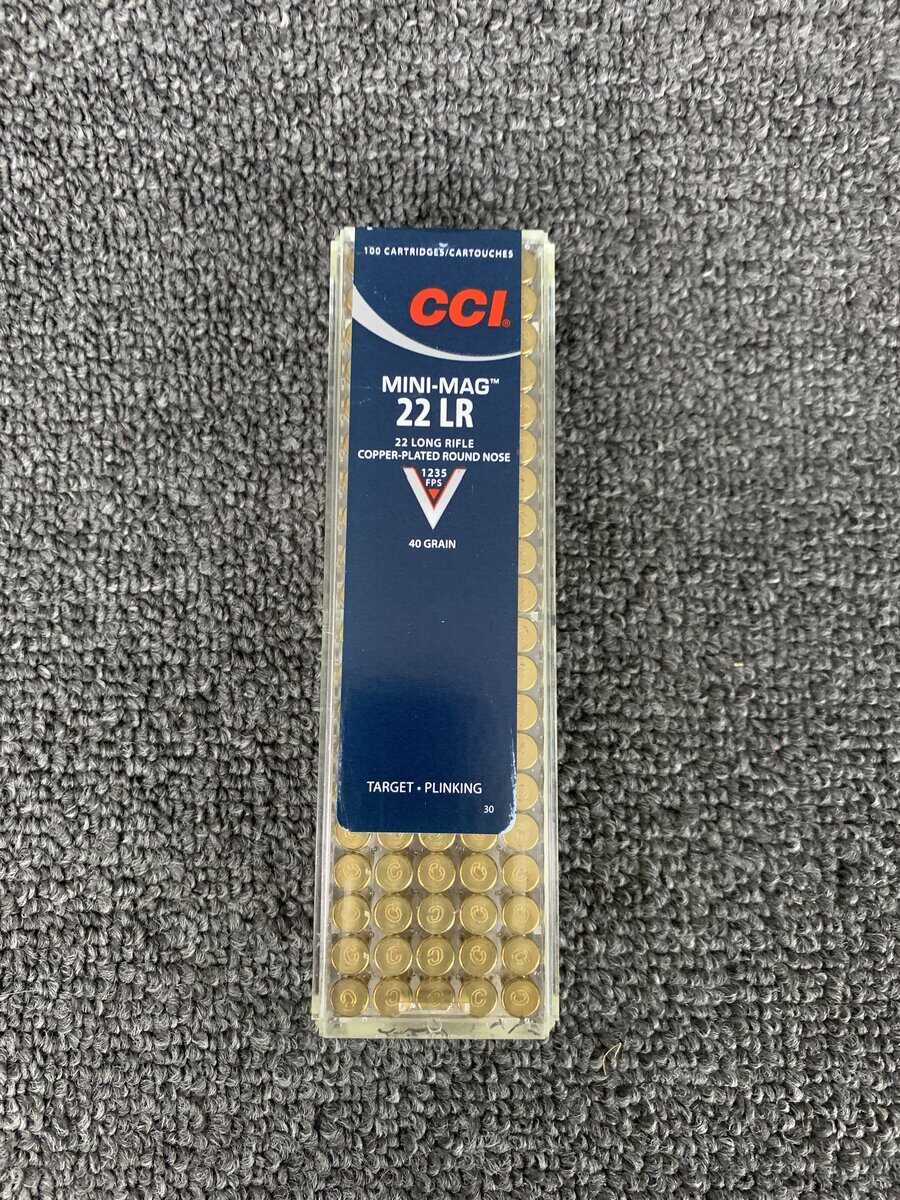 100 CARTRIDGES/CARTOUCHES
CCI®
MINI-MAG™
22 LR
22 LONG RIFLE
COPPER-PLATED ROUND NOSE
1235
FPS
40 GRAIN
TARGET • PLINKING
30
C C C C
C C C C C
C C C C C
C C C C C